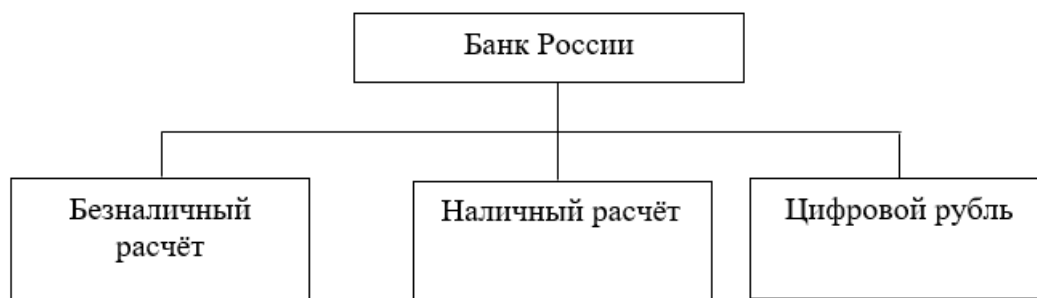 Банк России
Безналичный
расчёт
Наличный расчёт
Цифровой рубль